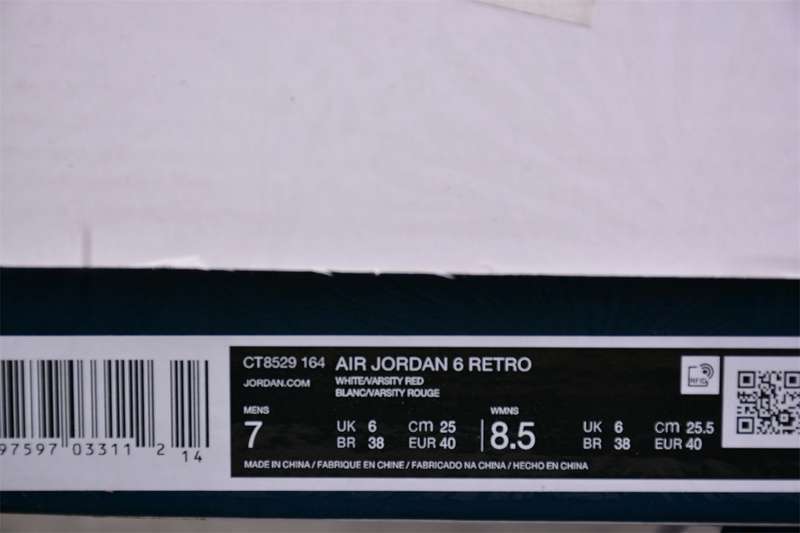 CT8529 164 AIR JORDAN 6 RETRO
JORDAN.COM
WHITE/VARSITY RED
BLANC/VARSITY ROUGE
RFID
MENS
7
UK 6 cm 25
BR 38 EUR 40
WMNS
8.5
UK 6 cm 25.5
BR 38 EUR 40
MADE IN CHINA / FABRIQUE EN CHINE / FABRICADO NA CHINA / HECHO EN CHINA
97597 03311 2
14